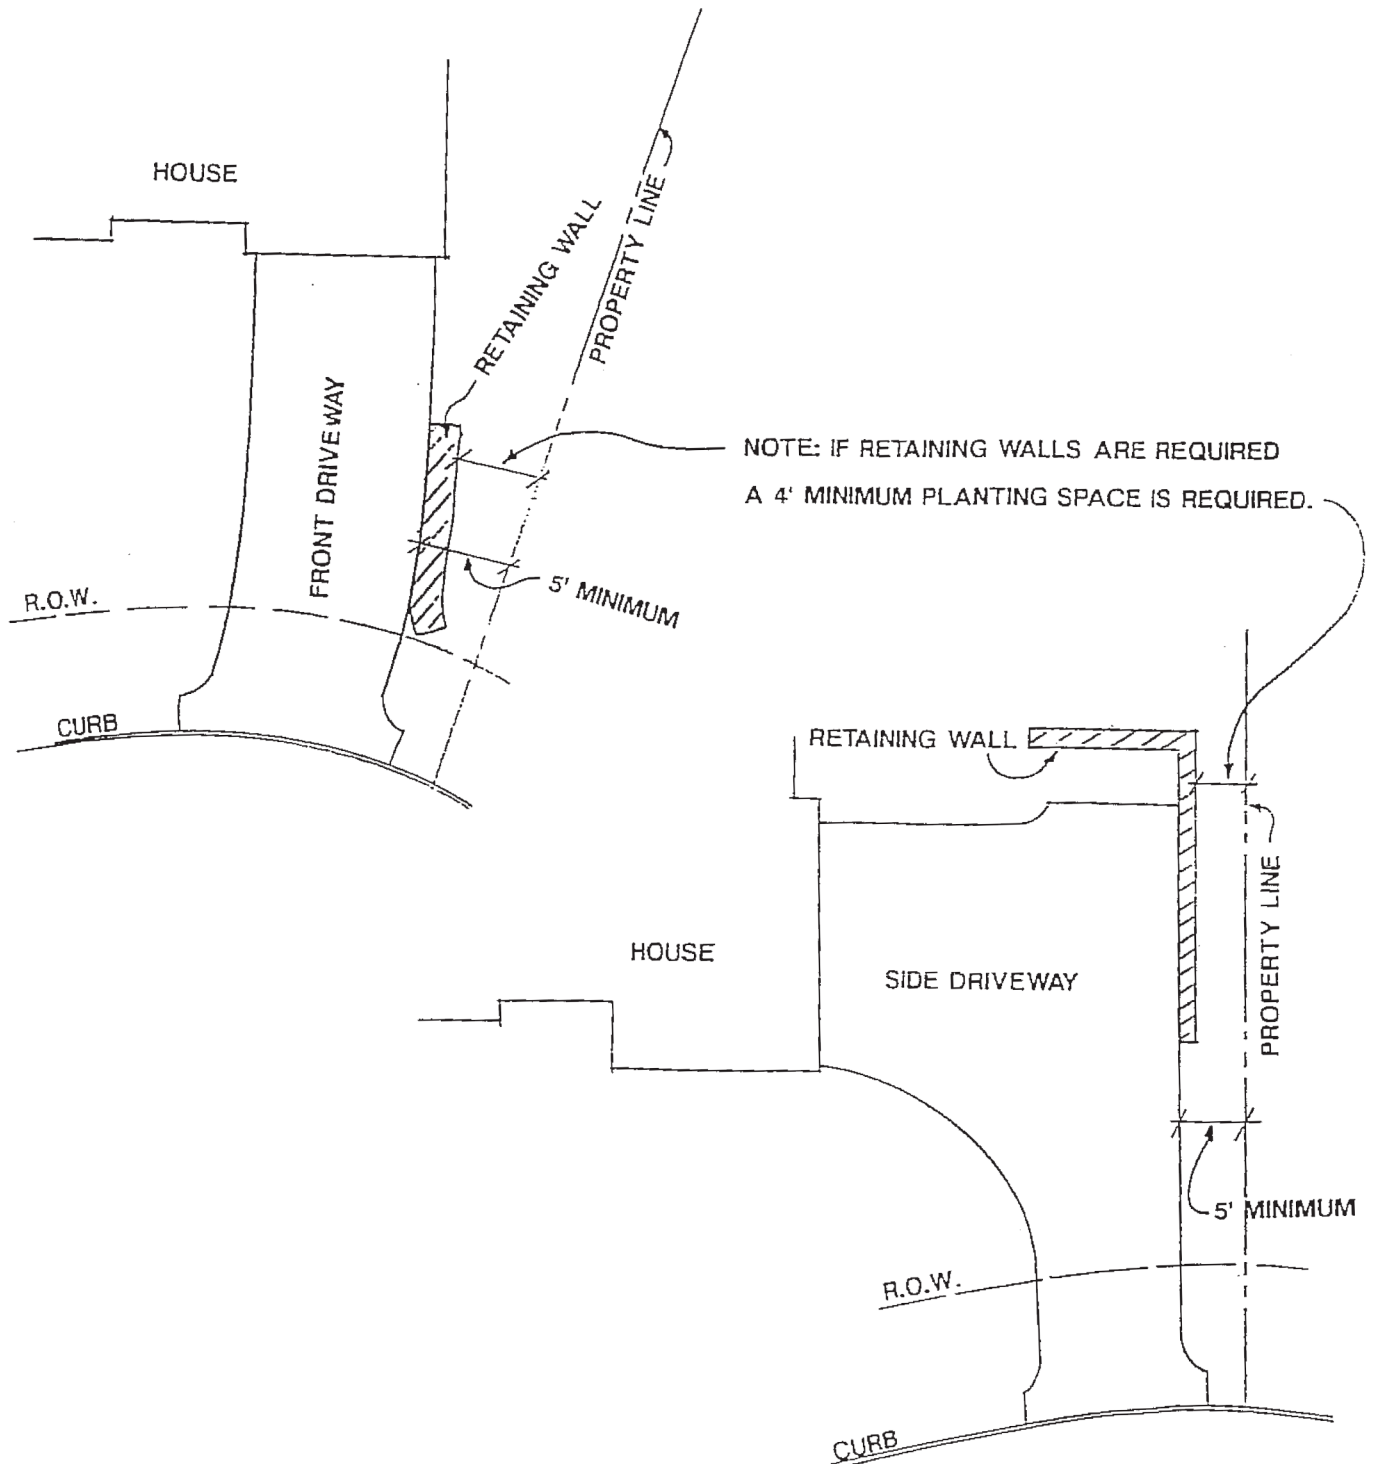 HOUSE
RETAINING WALL
PROPERTY LINE
FRONT DRIVEWAY
NOTE: IF RETAINING WALLS ARE REQUIRED
A 4' MINIMUM PLANTING SPACE IS REQUIRED.
5' MINIMUM
R.O.W.
CURB
RETAINING WALL
HOUSE
SIDE DRIVEWAY
PROPERTY LINE
5' MINIMUM
R.O.W.
CURB